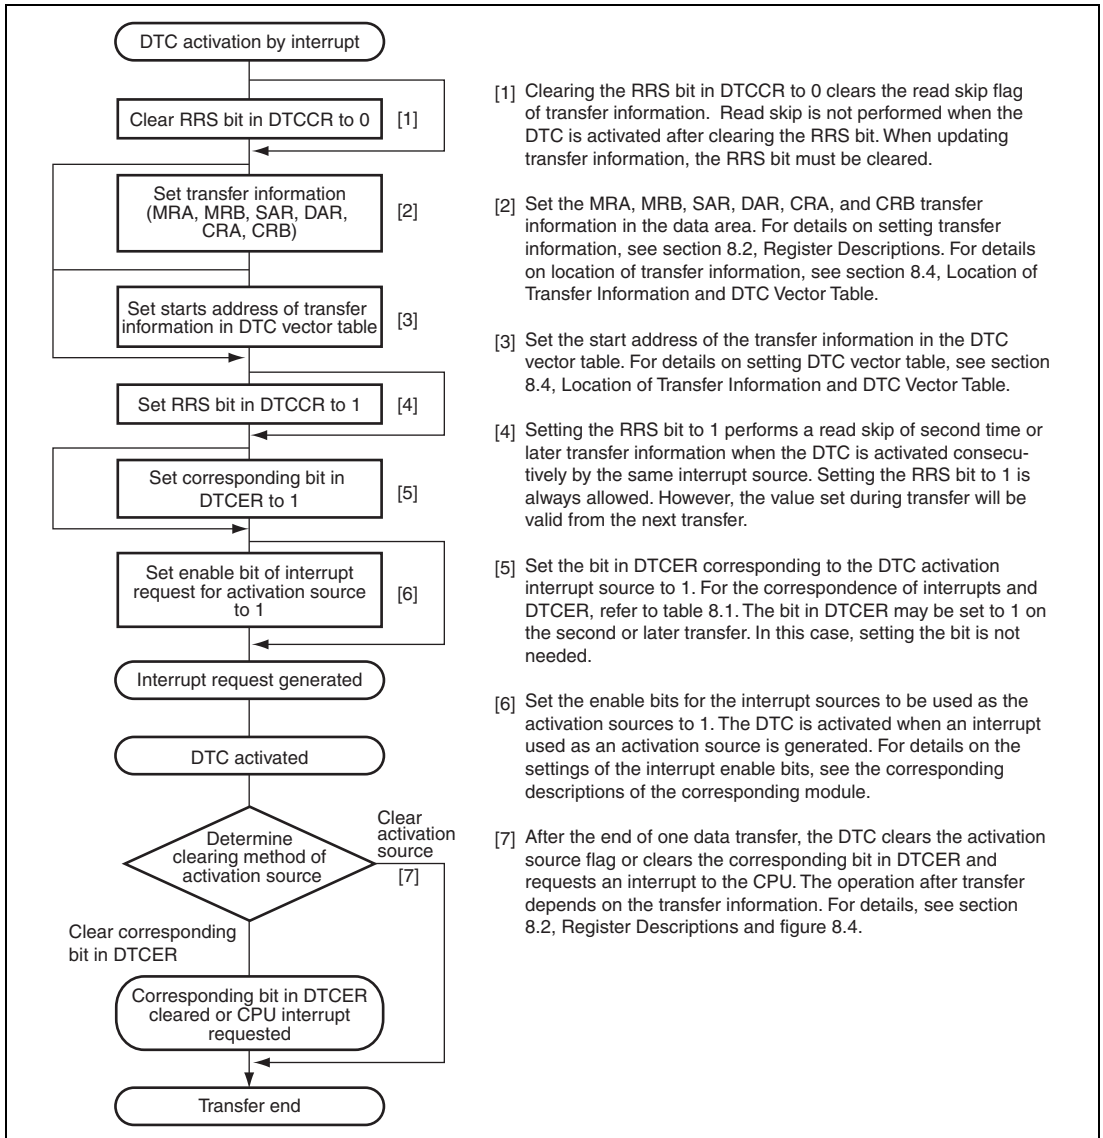 DTC activation by interrupt
Clear RRS bit in DTCCR to 0
[1]
Set transfer information
(MRA, MRB, SAR, DAR,
CRA, CRB)
[2]
Set starts address of transfer
information in DTC vector table
[3]
Set RRS bit in DTCCR to 1
[4]
Set corresponding bit in
DTCER to 1
[5]
Set enable bit of interrupt
request for activation source
to 1
[6]
Interrupt request generated
DTC activated
Determine
clearing method of
activation source
Clear
activation
source
[7]
Clear corresponding
bit in DTCER
Corresponding bit in DTCER
cleared or CPU interrupt
requested
Transfer end
[1] Clearing the RRS bit in DTCCR to 0 clears the read skip flag
of transfer information. Read skip is not performed when the
DTC is activated after clearing the RRS bit. When updating
transfer information, the RRS bit must be cleared.
[2] Set the MRA, MRB, SAR, DAR, CRA, and CRB transfer
information in the data area. For details on setting transfer
information, see section 8.2, Register Descriptions. For details
on location of transfer information, see section 8.4, Location of
Transfer Information and DTC Vector Table.
[3] Set the start address of the transfer information in the DTC
vector table. For details on setting DTC vector table, see section
8.4, Location of Transfer Information and DTC Vector Table.
[4] Setting the RRS bit to 1 performs a read skip of second time or
later transfer information when the DTC is activated consecu-
tively by the same interrupt source. Setting the RRS bit to 1 is
always allowed. However, the value set during transfer will be
valid from the next transfer.
[5] Set the bit in DTCER corresponding to the DTC activation
interrupt source to 1. For the correspondence of interrupts and
DTCER, refer to table 8.1. The bit in DTCER may be set to 1 on
the second or later transfer. In this case, setting the bit is not
needed.
[6] Set the enable bits for the interrupt sources to be used as the
activation sources to 1. The DTC is activated when an interrupt
used as an activation source is generated. For details on the
settings of the interrupt enable bits, see the corresponding
descriptions of the corresponding module.
[7] After the end of one data transfer, the DTC clears the activation
source flag or clears the corresponding bit in DTCER and
requests an interrupt to the CPU. The operation after transfer
depends on the transfer information. For details, see section
8.2, Register Descriptions and figure 8.4.